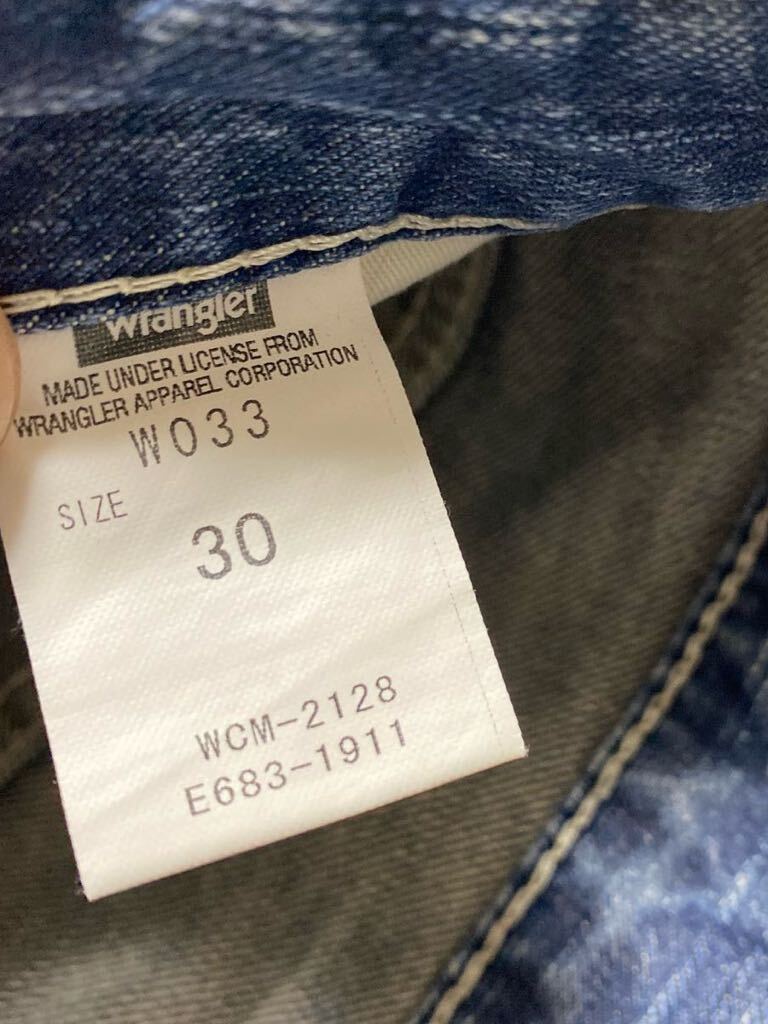 Wrangler
MADE UNDER LICENSE FROM
WRANGLER APPAREL CORPORATION
W033
SIZE
30
WCM-2128
E683-1911